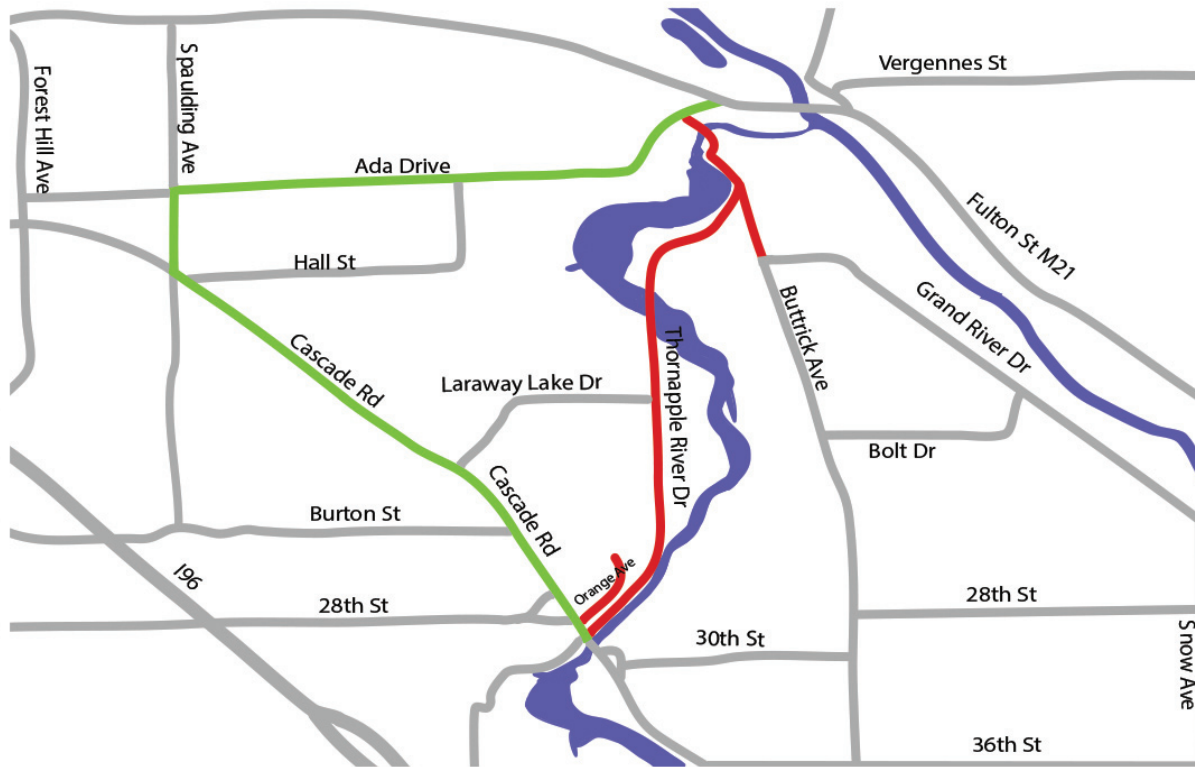 Vergennes St
Spaulding Ave
Forest Hill Ave
Ada Drive
Fulton St M21
Hall St
Grand River Dr
Buttrick Ave
Cascade Rd
Thornapple River Dr
Laraway Lake Dr
Bolt Dr
Cascade Rd
Burton St
I96
Orange Ave
28th St
28th St
30th St
Snow Ave
36th St